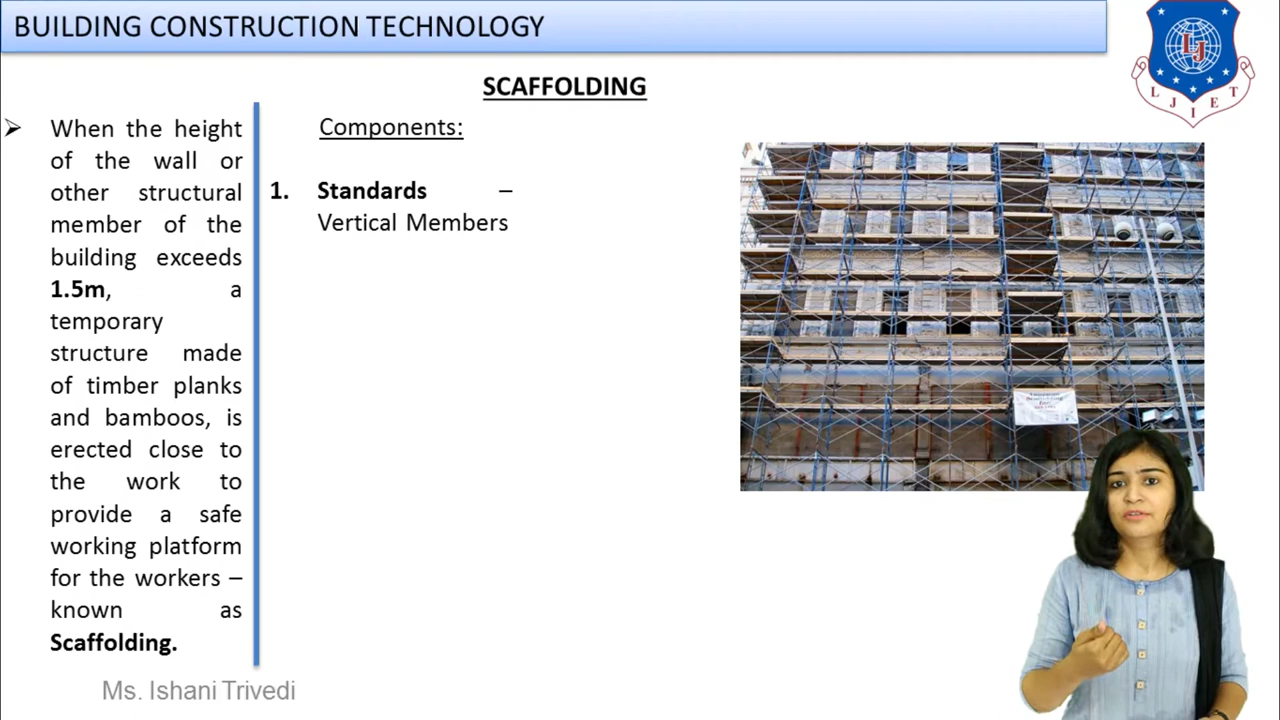 BUILDING CONSTRUCTION TECHNOLOGY
L J I E T
SCAFFOLDING
➢ When the height
of the wall or
other structural
member of the
building exceeds
1.5m, a
temporary
structure made
of timber planks
and bamboos, is
erected close to
the work to
provide a safe
working platform
for the workers –
known as
Scaffolding.
Components:
1. Standards –
Vertical Members
Ms. Ishani Trivedi